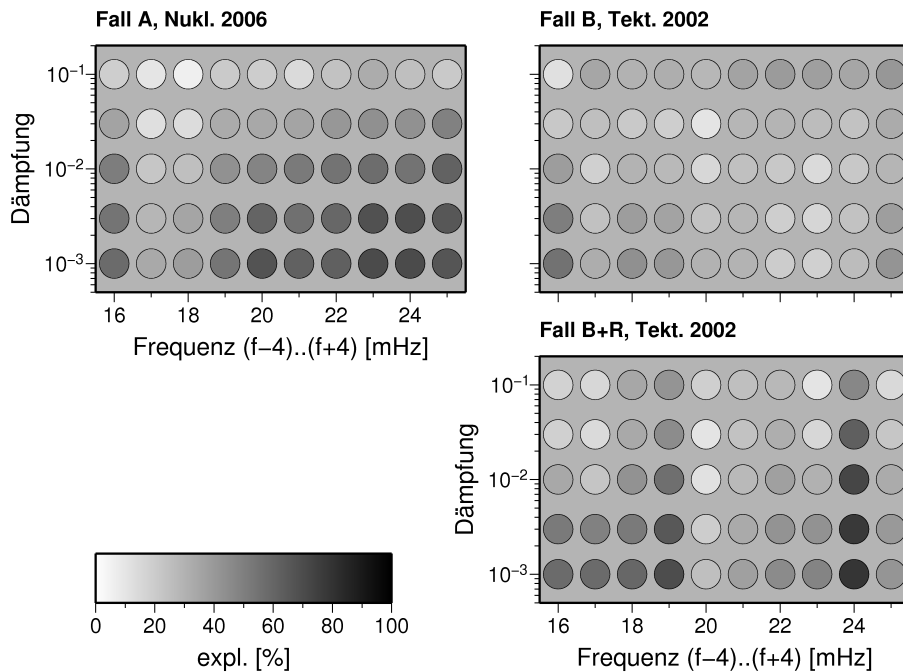 Fall A, Nukl. 2006
Dämpfung
10⁻¹
10⁻²
10⁻³
16 18 20 22 24
Frequenz (f−4)..(f+4) [mHz]
Fall B, Tekt. 2002
Fall B+R, Tekt. 2002
Dämpfung
10⁻¹
10⁻²
10⁻³
16 18 20 22 24
Frequenz (f−4)..(f+4) [mHz]
0 20 40 60 80 100
expl. [%]